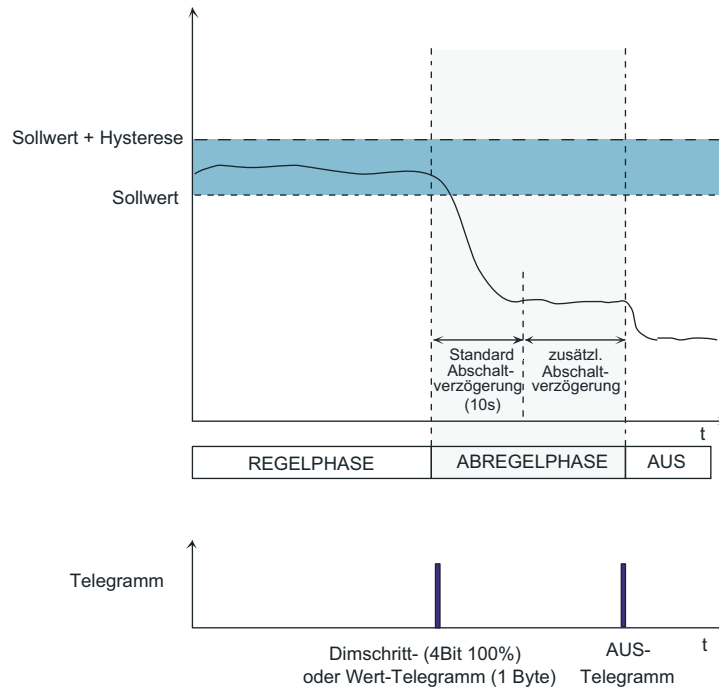 Sollwert + Hysterese
Sollwert
Standard
Abschalt-
verzögerung
(10s)
zusätzl.
Abschalt-
verzögerung
t
REGELPHASE
ABREGELPHASE
AUS
Telegramm
t
Dimschritt- (4Bit 100%)
oder Wert-Telegramm (1 Byte)
AUS-
Telegramm